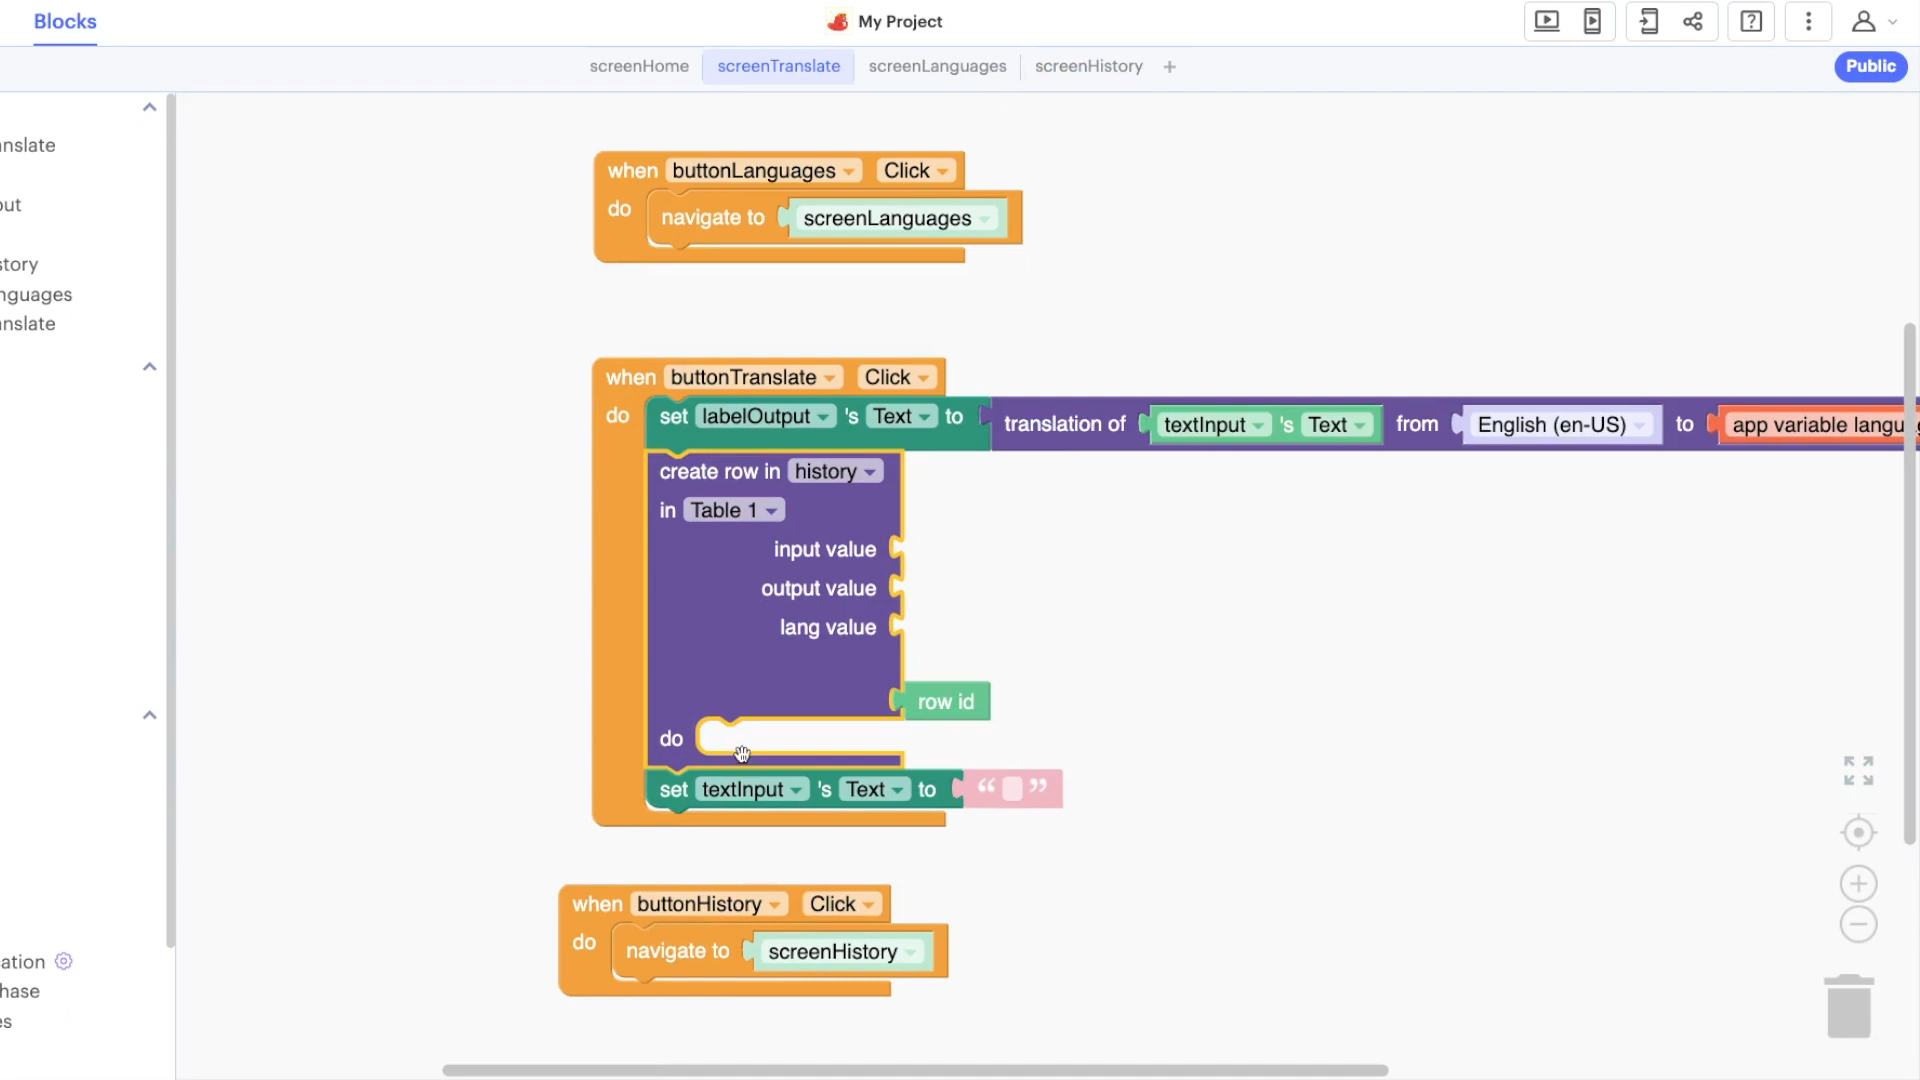 Blocks
My Project
screenHome screenTranslate screenLanguages screenHistory +
Public
nslate
out
story
nguages
nslate
ation
hase
es
when buttonLanguages Click
do navigate to screenLanguages
when buttonTranslate Click
do set labelOutput 's Text to translation of textInput 's Text from English (en-US) to app variable langu
create row in history
in Table 1
input value
output value
lang value
row id
do
set textInput 's Text to “ ”
when buttonHistory Click
do navigate to screenHistory